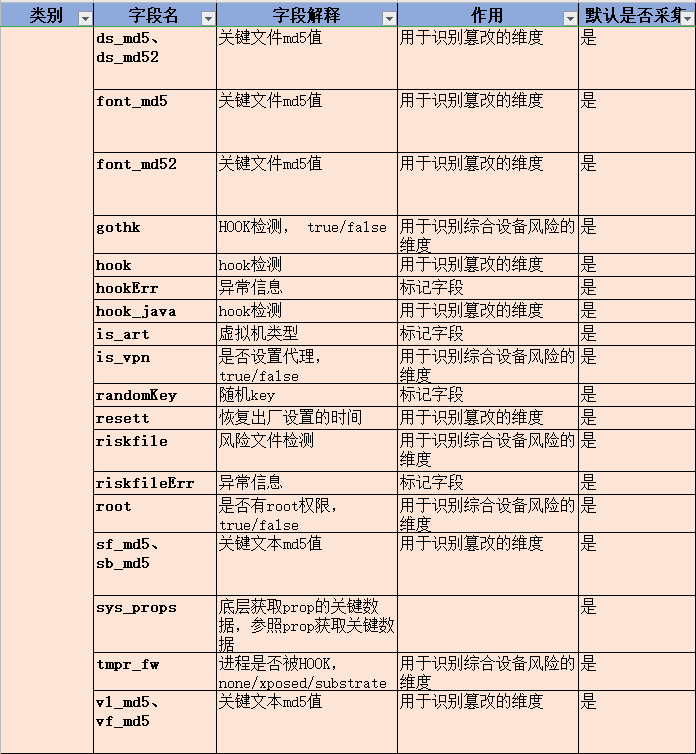 类别 字段名 字段解释 作用 默认是否采集
ds_md5、 关键文件md5值 用于识别篡改的维度 是
ds_md52
font_md5 关键文件md5值 用于识别篡改的维度 是
font_md52 关键文件md5值 用于识别篡改的维度 是
gothk HOOK检测， true/false 用于识别综合设备风险的 是
维度
hook hook检测 用于识别篡改的维度 是
hookErr 异常信息 标记字段 是
hook_java hook检测 用于识别篡改的维度 是
is_art 虚拟机类型 标记字段 是
is_vpn 是否设置代理， 用于识别综合设备风险的 是
true/false 维度
randomKey 随机key 标记字段 是
resett 恢复出厂设置的时间 用于识别篡改的维度 是
riskfile 风险文件检测 用于识别综合设备风险的 是
维度
riskfileErr 异常信息 标记字段 是
root 是否有root权限， 用于识别综合设备风险的 是
true/false 维度
sf_md5、 关键文本md5值 用于识别篡改的维度 是
sb_md5
sys_props 底层获取prop的关键数 是
据，参照prop获取关键数
据
tmpr_fw 进程是否被HOOK， 用于识别综合设备风险的 是
none/xposed/substrate 维度
vl_md5、 关键文本md5值 用于识别篡改的维度 是
vf_md5